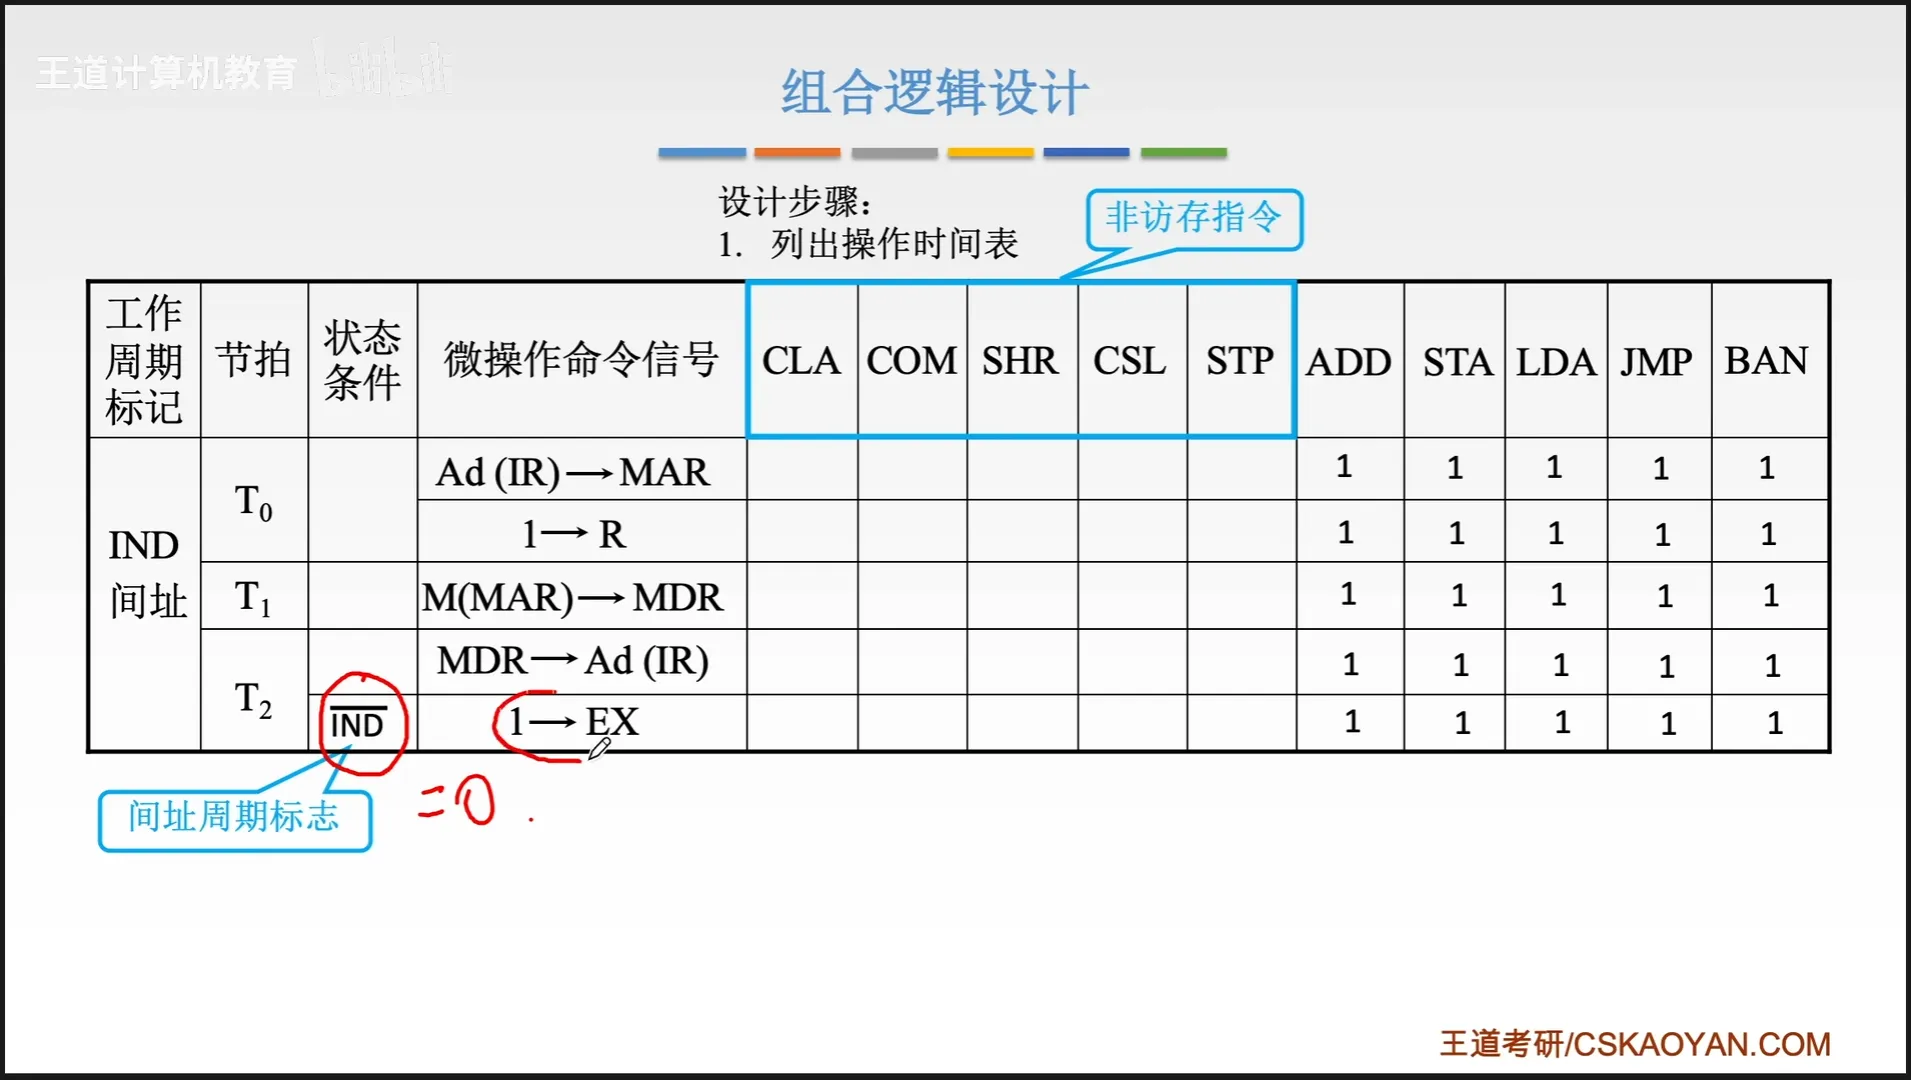 王道计算机教育 bilibili
组合逻辑设计
设计步骤：
1. 列出操作时间表
非访存指令
工作周期标记 节拍 状态条件 微操作命令信号 CLA COM SHR CSL STP ADD STA LDA JMP BAN
IND 间址 T₀ Ad (IR)→MAR 1 1 1 1 1
1→R 1 1 1 1 1
T₁ M(MAR)→MDR 1 1 1 1 1
T₂ MDR→Ad (IR) 1 1 1 1 1
I̅N̅D̅ 1→EX 1 1 1 1 1
间址周期标志
=0
王道考研/CSKAOYAN.COM